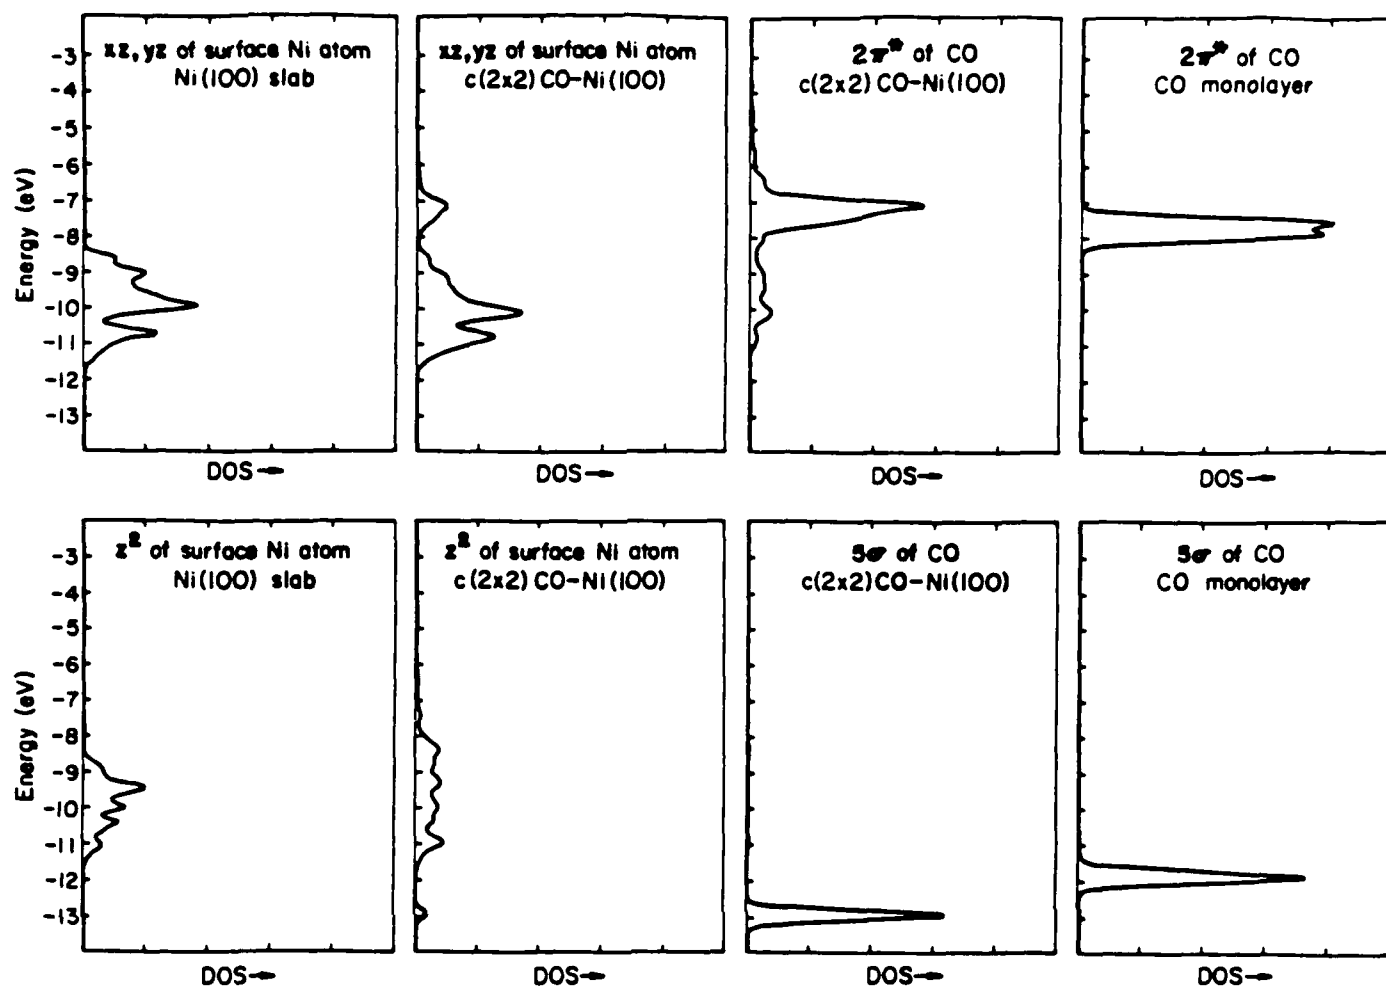 xz, yz of surface Ni atom
Ni(100) slab
xz, yz of surface Ni atom
c(2x2)CO-Ni(100)
2π* of CO
c(2x2)CO-Ni(100)
2π* of CO
CO monolayer
Energy (eV)
-3
-4
-5
-6
-7
-8
-9
-10
-11
-12
-13
DOS→
DOS→
DOS→
DOS→
z² of surface Ni atom
Ni(100) slab
z² of surface Ni atom
c(2x2)CO-Ni(100)
5σ of CO
c(2x2)CO-Ni(100)
5σ of CO
CO monolayer
Energy (eV)
-3
-4
-5
-6
-7
-8
-9
-10
-11
-12
-13
DOS→
DOS→
DOS→
DOS→